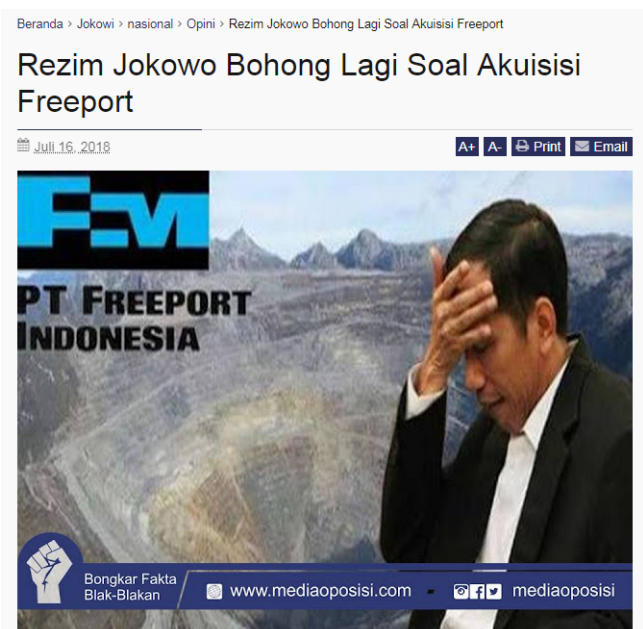 Beranda › Jokowi › nasional › Opini › Rezim Jokowo Bohong Lagi Soal Akuisisi Freeport
Rezim Jokowo Bohong Lagi Soal Akuisisi
Freeport
Juli 16, 2018
A+ A- Print Email
FM
PT FREEPORT
INDONESIA
Bongkar Fakta
Blak-Blakan
www.mediaoposisi.com - mediaoposisi